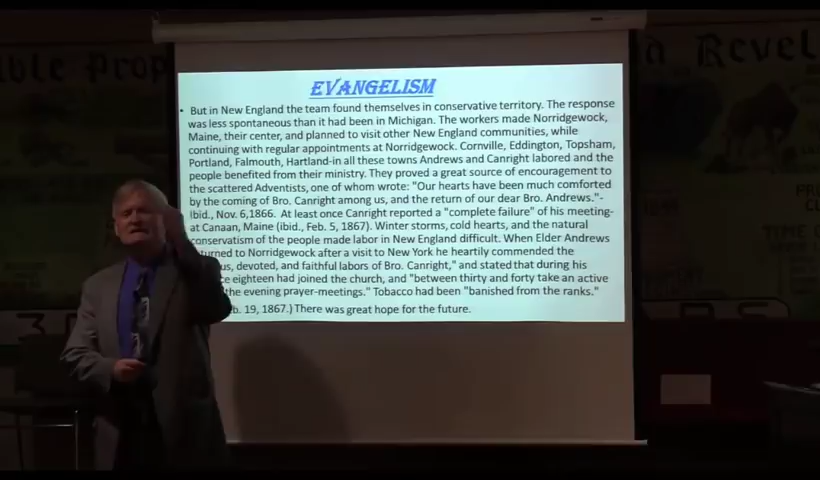 EVANGELISM
• But in New England the team found themselves in conservative territory. The response
was less spontaneous than it had been in Michigan. The workers made Norridgewock,
Maine, their center, and planned to visit other New England communities, while
continuing with regular appointments at Norridgewock. Cornville, Eddington, Topsham,
Portland, Falmouth, Hartland-in all these towns Andrews and Canright labored and the
people benefited from their ministry. They proved a great source of encouragement to
the scattered Adventists, one of whom wrote: "Our hearts have been much comforted
by the coming of Bro. Canright among us, and the return of our dear Bro. Andrews."-
Ibid., Nov. 6,1866. At least once Canright reported a "complete failure" of his meeting-
at Canaan, Maine (ibid., Feb. 5, 1867). Winter storms, cold hearts, and the natural
conservatism of the people made labor in New England difficult. When Elder Andrews
urned to Norridgewock after a visit to New York he heartily commended the
us, devoted, and faithful labors of Bro. Canright," and stated that during his
ce eighteen had joined the church, and "between thirty and forty take an active
the evening prayer-meetings." Tobacco had been "banished from the ranks."
b. 19, 1867.) There was great hope for the future.
ible Prop
d Revel